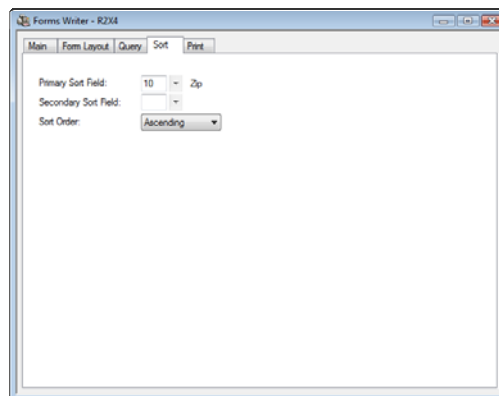 Forms Writer - R2X4
Main Form Layout Query Sort Print
Primary Sort Field: 10 Zip
Secondary Sort Field:
Sort Order: Ascending